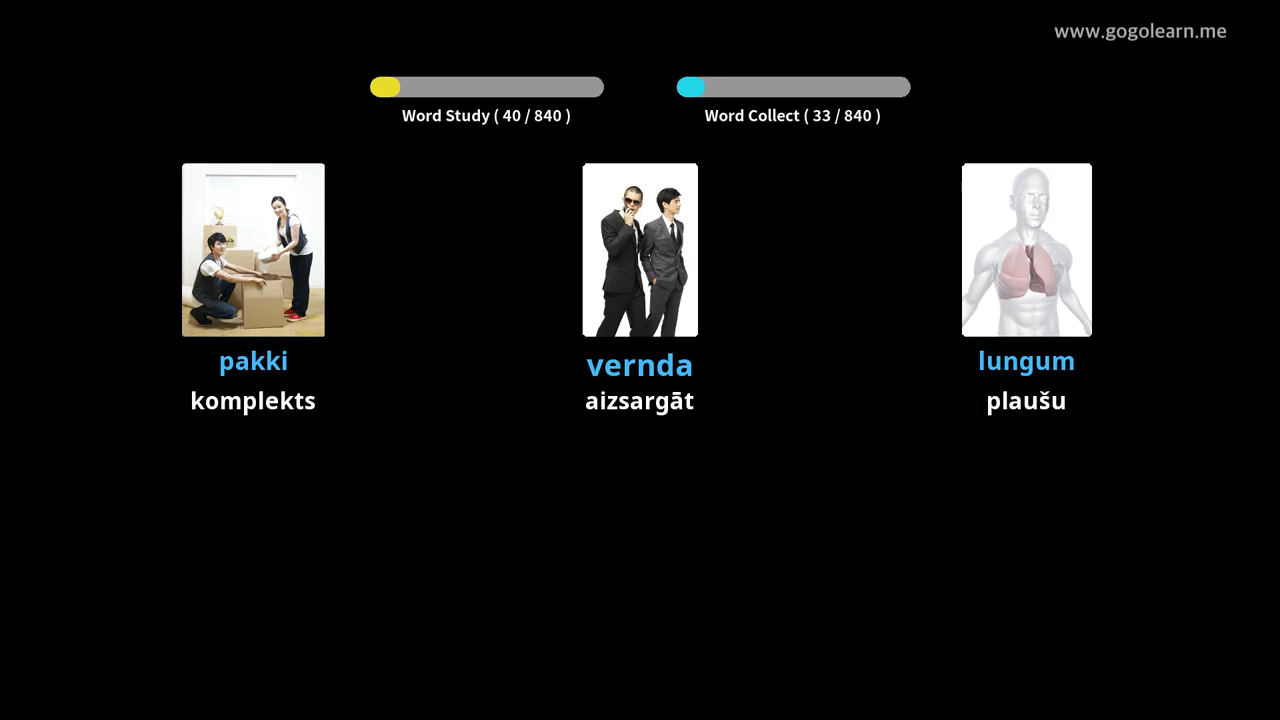 www.gogolearn.me
Word Study ( 40 / 840 )
Word Collect ( 33 / 840 )
pakki
komplekts
vernda
aizsargāt
lungum
plaušu